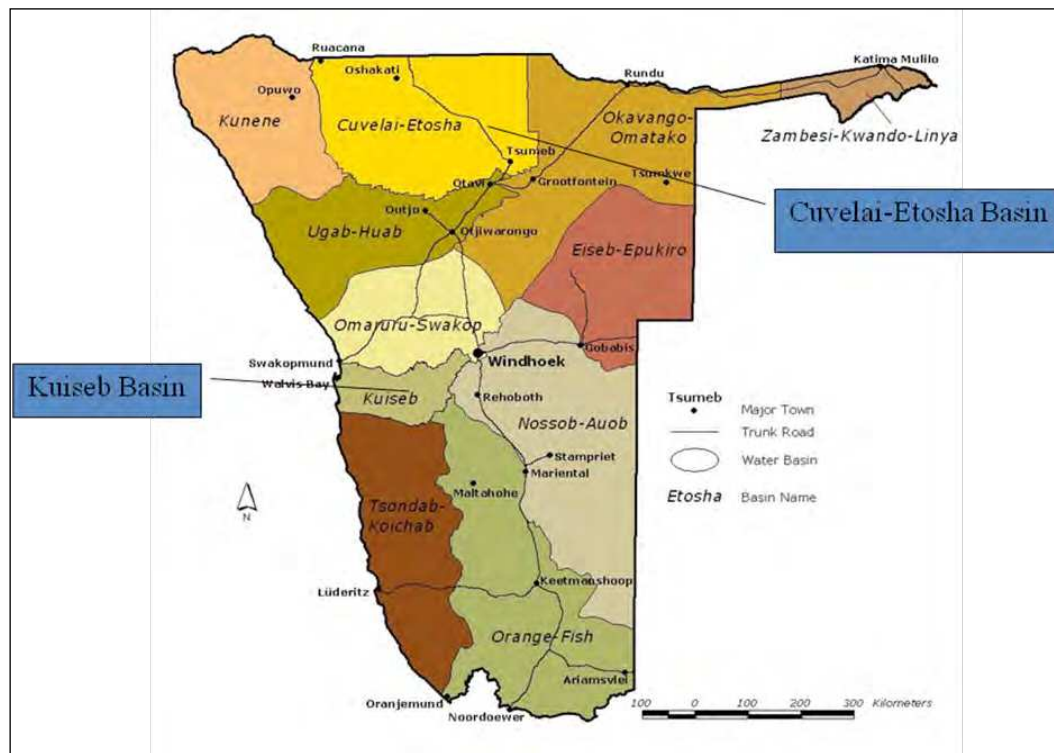 Ruacana
Oshakati
Opuwo
Kunene
Cuvelai-Etosha
Rundu
Katima Mulilo
Okavango-
Omatako
Zambesi-Kwando-Linya
Tsumeb
Otavi
Grootfontein
Tsumkwe
Cuvelai-Etosha Basin
Outjo
Ugab-Huab
Otjiwarongo
Eiseb-Epukiro
Omaruru-Swakop
Gobabis
Swakopmund
Windhoek
Kuiseb Basin
Walvis Bay
Kuiseb
Rehoboth
Nossob-Auob
Stampriet
Mariental
Maltahohe
Tsondab-
Koichab
N
Tsumeb
Major Town
Trunk Road
Water Basin
Etosha Basin Name
Lüderitz
Keetmanshoop
Orange-Fish
Ariamsvlei
Oranjemund
Noordoewer
100 0 100 200 300 Kilometers